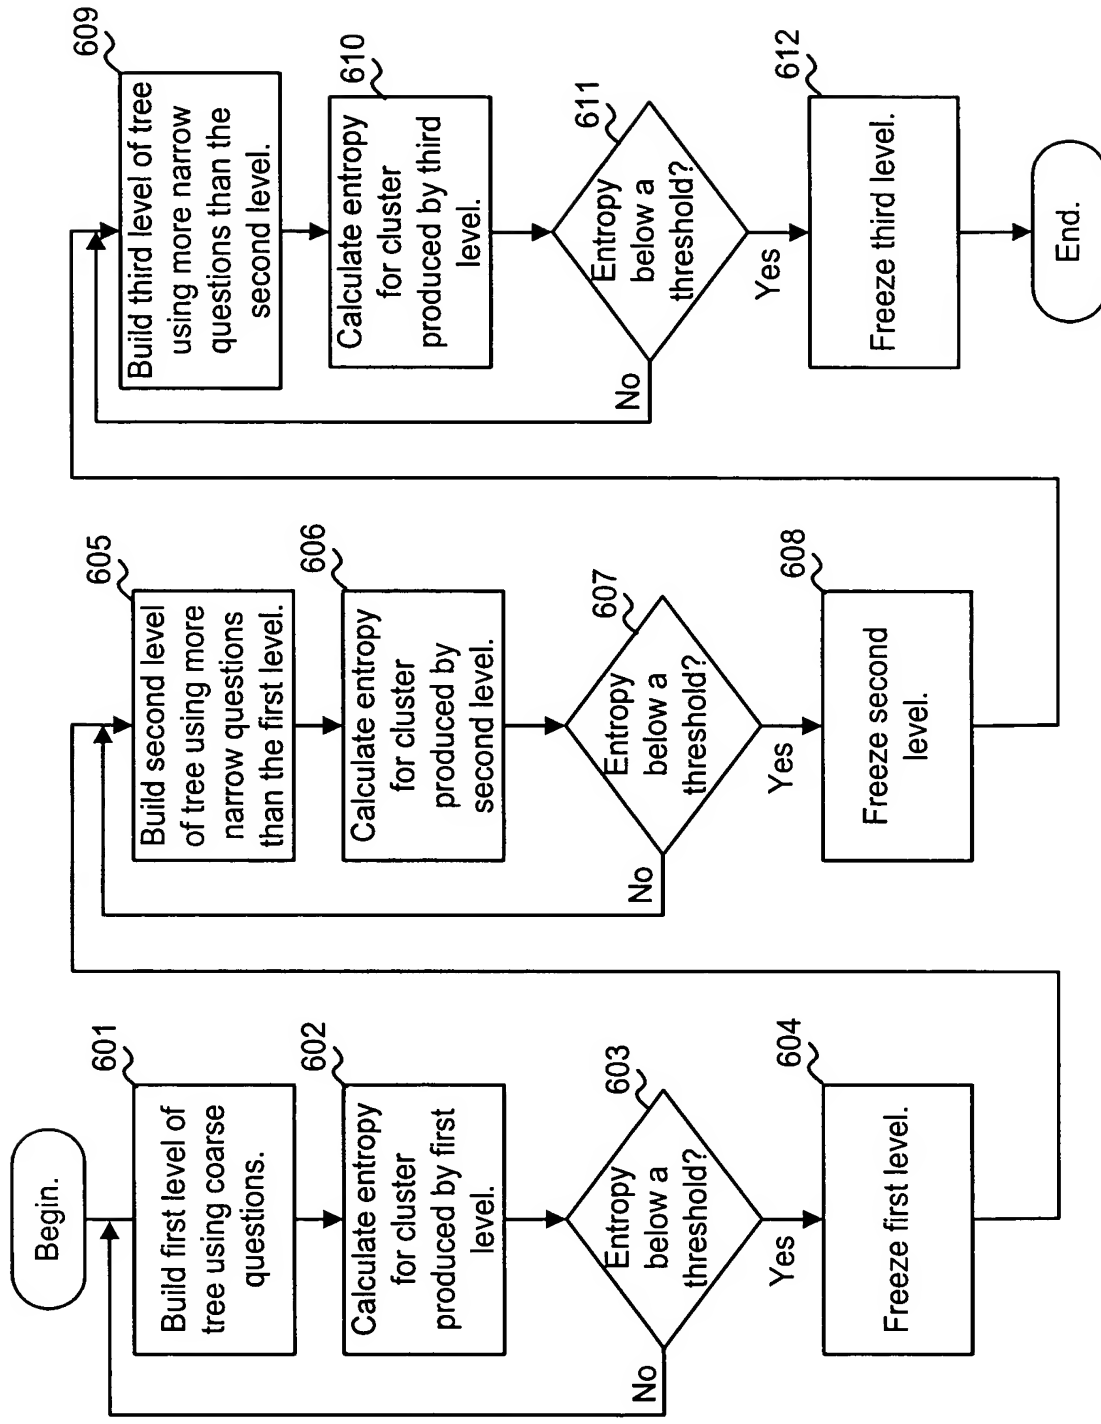 Begin.
601
Build first level of
tree using coarse
questions.
602
Calculate entropy
for cluster
produced by first
level.
603
Entropy
below a
threshold?
No
Yes
604
Freeze first level.
605
Build second level
of tree using more
narrow questions
than the first level.
606
Calculate entropy
for cluster
produced by
second level.
607
Entropy
below a
threshold?
No
Yes
608
Freeze second
level.
609
Build third level of tree
using more narrow
questions than the
second level.
610
Calculate entropy
for cluster
produced by third
level.
611
Entropy
below a
threshold?
No
Yes
612
Freeze third level.
End.